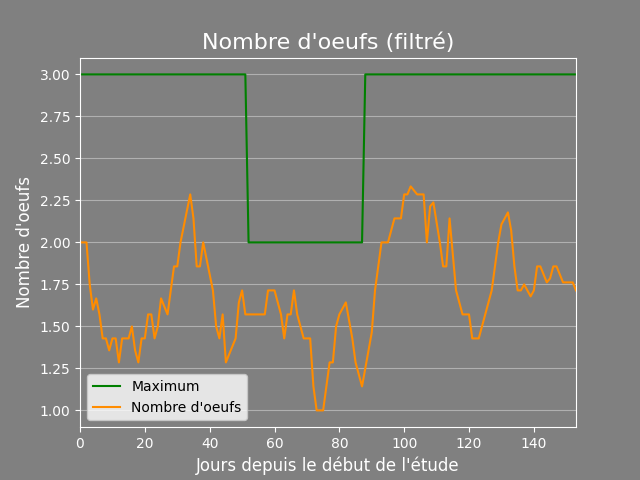 Nombre d'oeufs (filtré)
Nombre d'oeufs
3.00
2.75
2.50
2.25
2.00
1.75
1.50
1.25
1.00
Maximum
Nombre d'oeufs
0 20 40 60 80 100 120 140
Jours depuis le début de l'étude